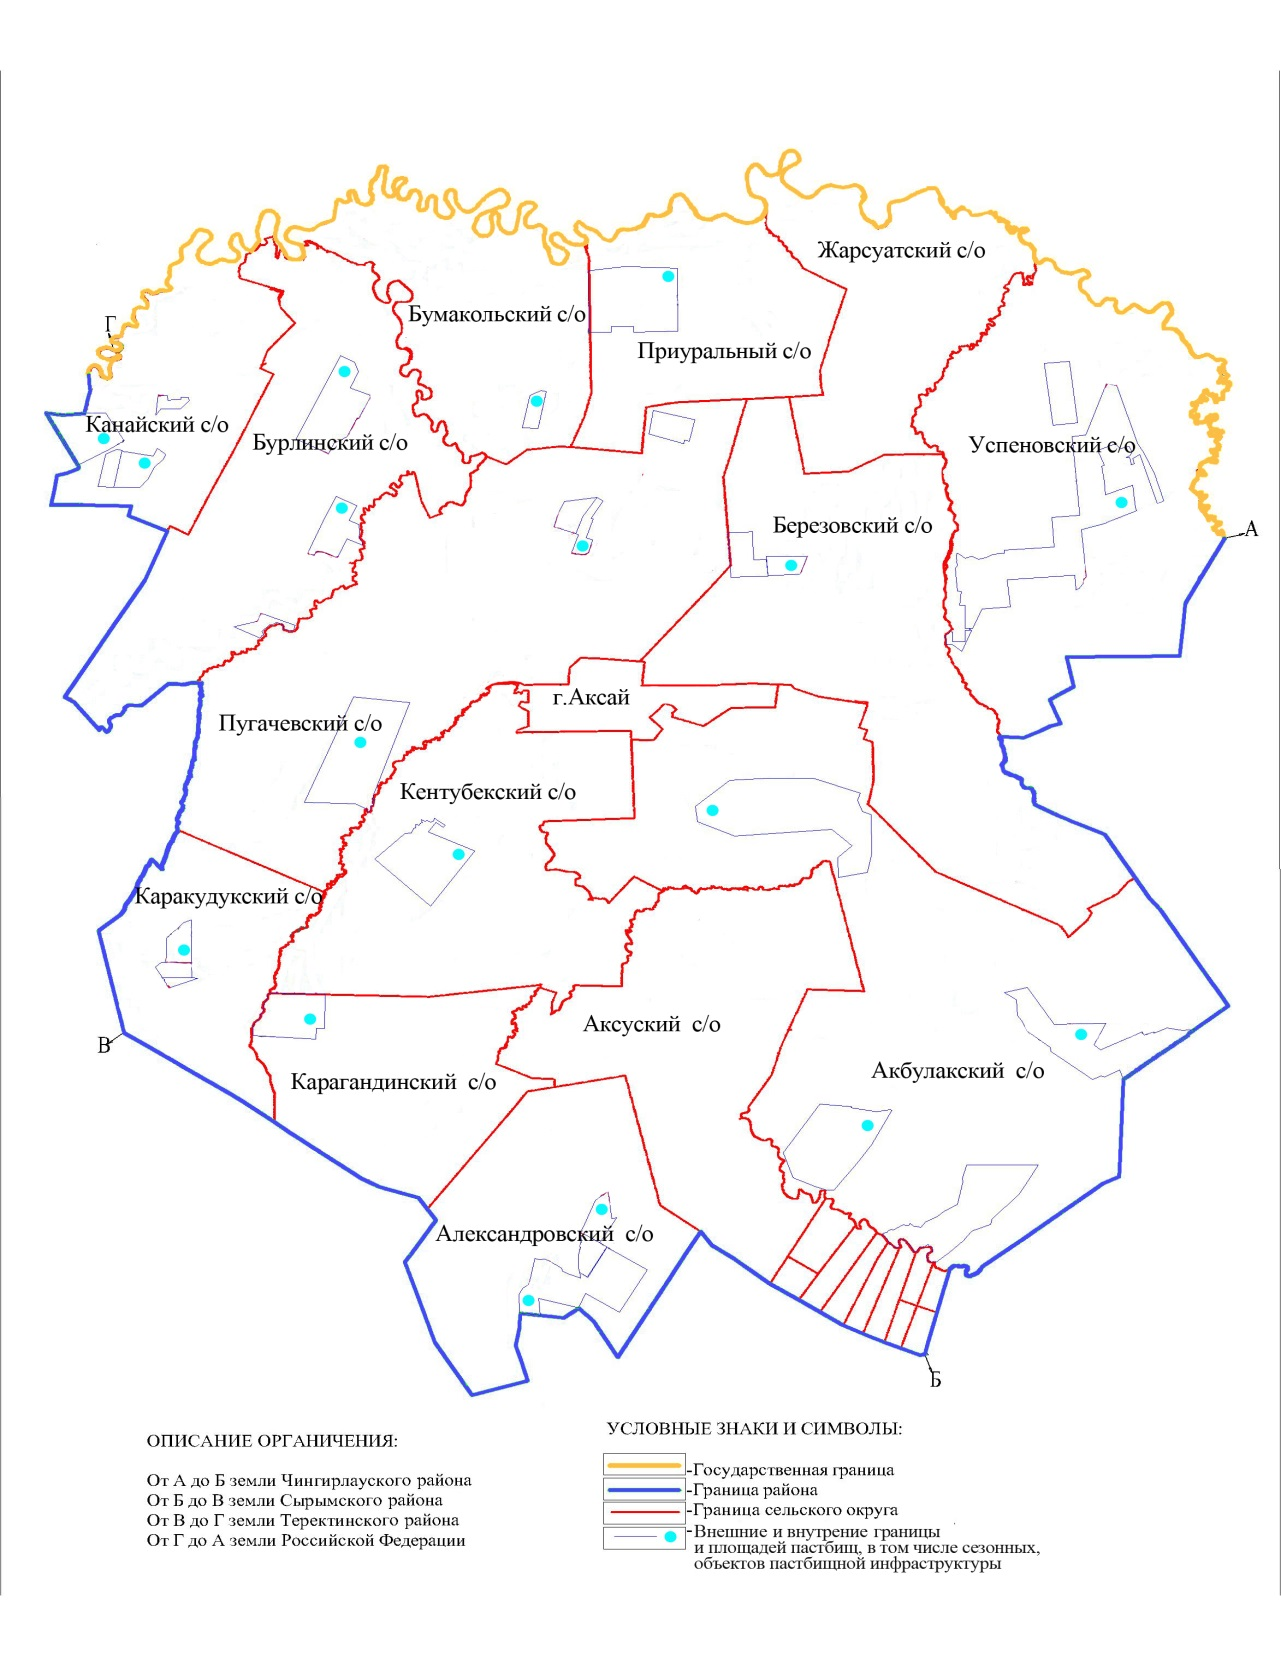 Жарсуатский с/о
Бумакольский с/о
Г
Приуральный с/о
Канайский с/о
Бурлинский с/о
Успеновский с/о
Березовский с/о
А
г.Аксай
Пугачевский с/о
Кентубекский с/о
Каракудукский с/о
Аксуский с/о
В
Карагандинский с/о
Акбулакский с/о
Александровский с/о
Б
ОПИСАНИЕ ОРГАНИЧЕНИЯ:
От А до Б земли Чингирлауского района
От Б до В земли Сырымского района
От В до Г земли Теректинского района
От Г до А земли Российской Федерации
УСЛОВНЫЕ ЗНАКИ И СИМВОЛЫ:
-Государственная граница
-Граница района
-Граница сельского округа
-Внешние и внутрение границы
и площадей пастбищ, в том числе сезонных,
объектов пастбищной инфраструктуры